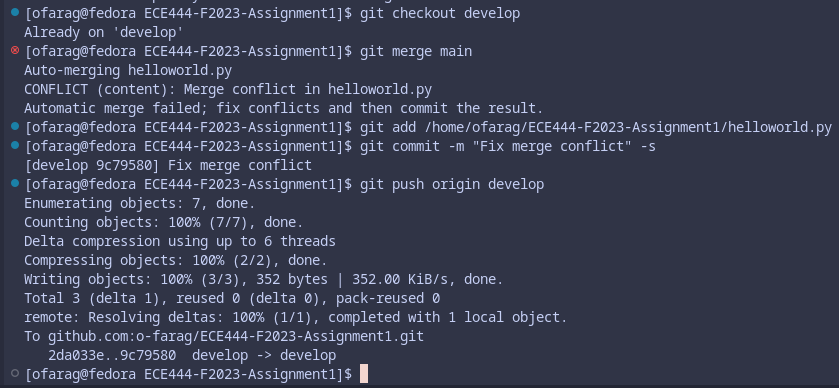 [ofarag@fedora ECE444-F2023-Assignment1]$ git checkout develop
Already on 'develop'
[ofarag@fedora ECE444-F2023-Assignment1]$ git merge main
Auto-merging helloworld.py
CONFLICT (content): Merge conflict in helloworld.py
Automatic merge failed; fix conflicts and then commit the result.
[ofarag@fedora ECE444-F2023-Assignment1]$ git add /home/ofarag/ECE444-F2023-Assignment1/helloworld.py
[ofarag@fedora ECE444-F2023-Assignment1]$ git commit -m "Fix merge conflict" -s
[develop 9c79580] Fix merge conflict
[ofarag@fedora ECE444-F2023-Assignment1]$ git push origin develop
Enumerating objects: 7, done.
Counting objects: 100% (7/7), done.
Delta compression using up to 6 threads
Compressing objects: 100% (2/2), done.
Writing objects: 100% (3/3), 352 bytes | 352.00 KiB/s, done.
Total 3 (delta 1), reused 0 (delta 0), pack-reused 0
remote: Resolving deltas: 100% (1/1), completed with 1 local object.
To github.com:o-farag/ECE444-F2023-Assignment1.git
   2da033e..9c79580  develop -> develop
[ofarag@fedora ECE444-F2023-Assignment1]$